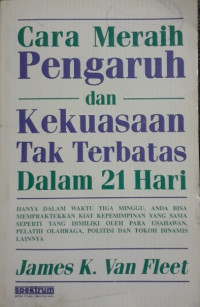 Cara Meraih
Pengaruh
dan
Kekuasaan
Tak Terbatas
Dalam 21 Hari
HANYA DALAM WAKTU TIGA MINGGU, ANDA BISA
MEMPRAKTEKKAN KIAT KEPEMIMPINAN YANG SAMA
SEPERTI YANG DIMILIKI OLEH PARA USAHAWAN,
PELATIH OLAHRAGA, POLITISI DAN TOKOH DINAMIS
LAINNYA
James K. Van Fleet
spektrum